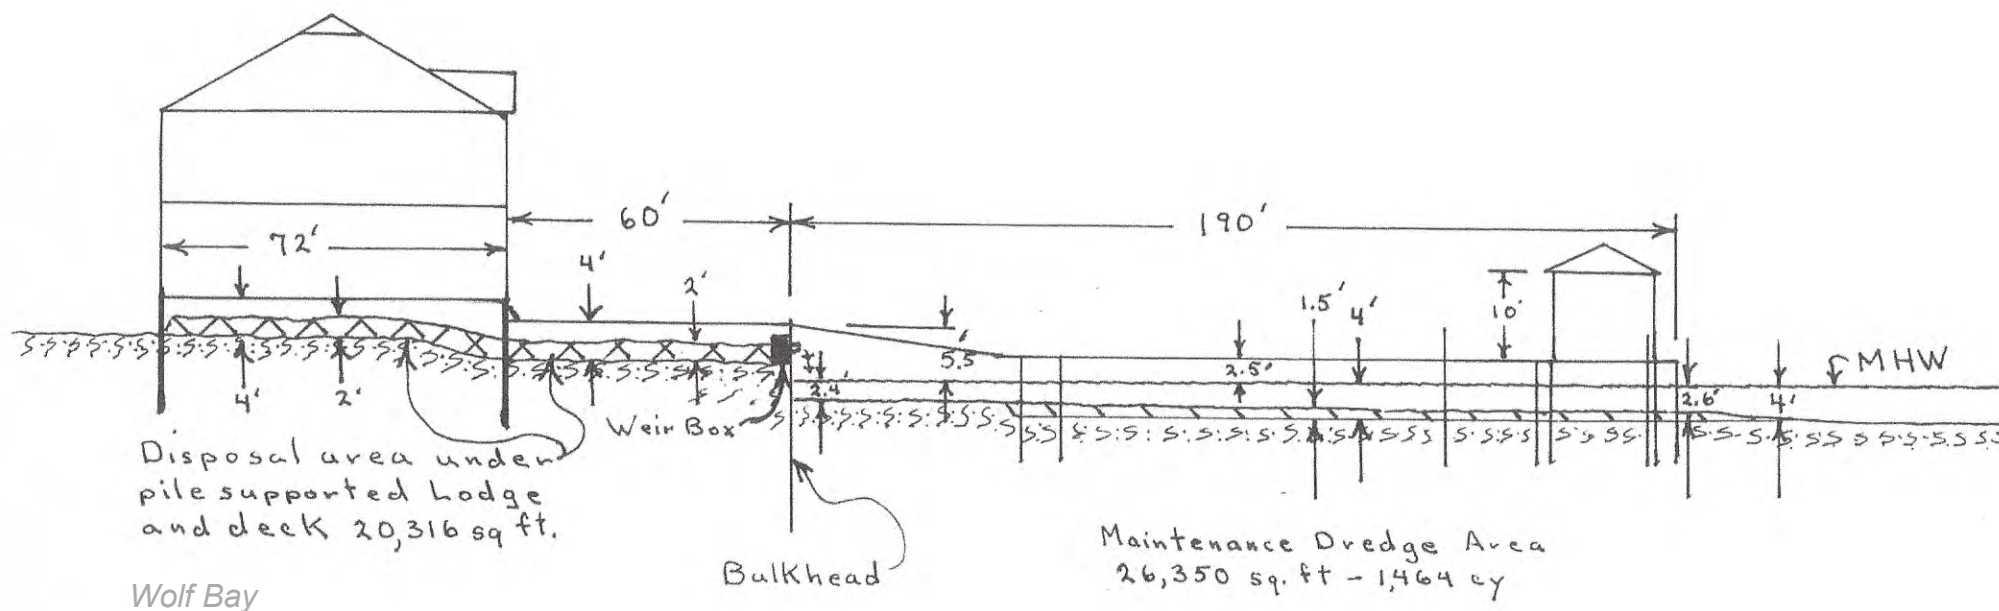 60'
190'
72'
4'
2'
1.5'
4'
10'
5.5'
2.5'
MHW
2.4'
2.6'
4'
4'
2'
Weir Box
Disposal area under
pile supported Lodge
and deck 20,316 sq ft.
Bulkhead
Maintenance Dredge Area
26,350 sq. ft - 1,464 cy
Wolf Bay